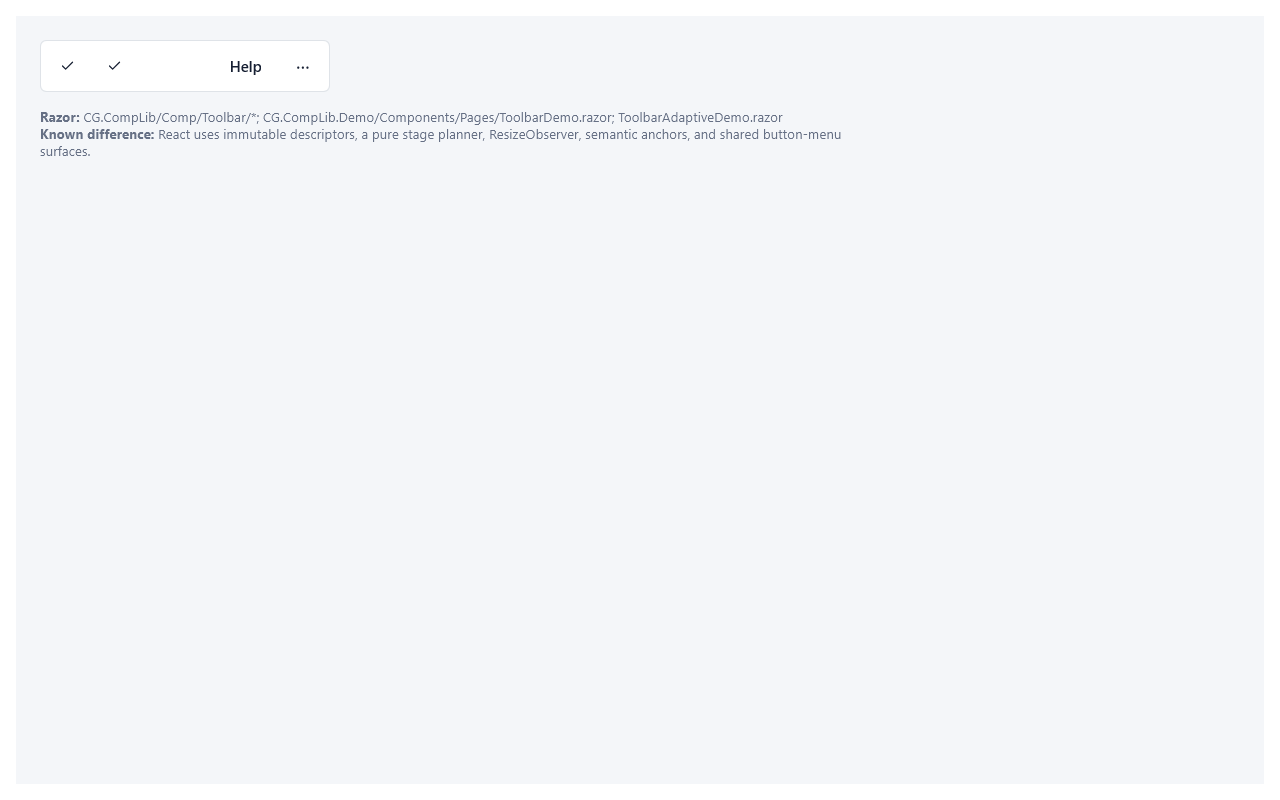 Help ...
Razor: CG.CompLib/Comp/Toolbar/*; CG.CompLib.Demo/Components/Pages/ToolbarDemo.razor; ToolbarAdaptiveDemo.razor
Known difference: React uses immutable descriptors, a pure stage planner, ResizeObserver, semantic anchors, and shared button-menu
surfaces.